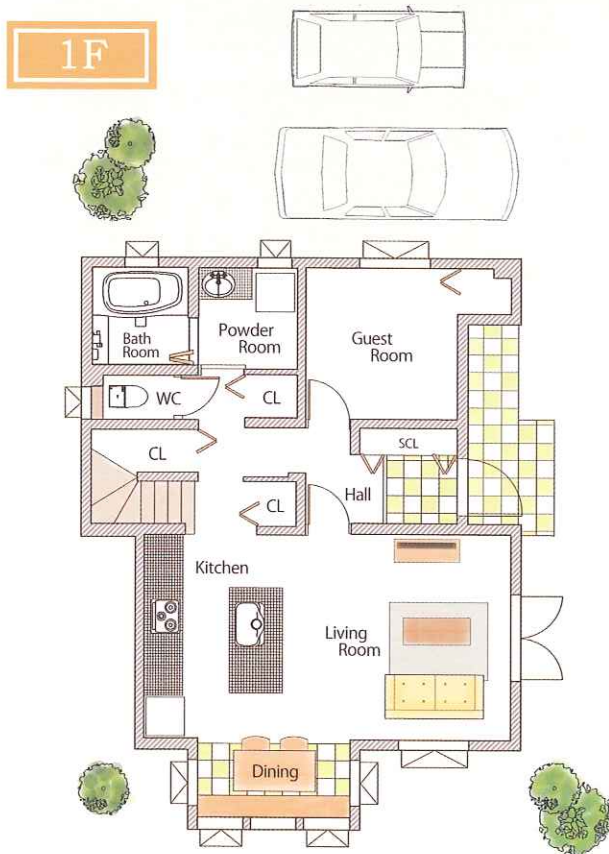 1F
Bath
Room
Powder
Room
Guest
Room
WC
CL
CL
SCL
CL
Hall
Kitchen
Living
Room
Dining